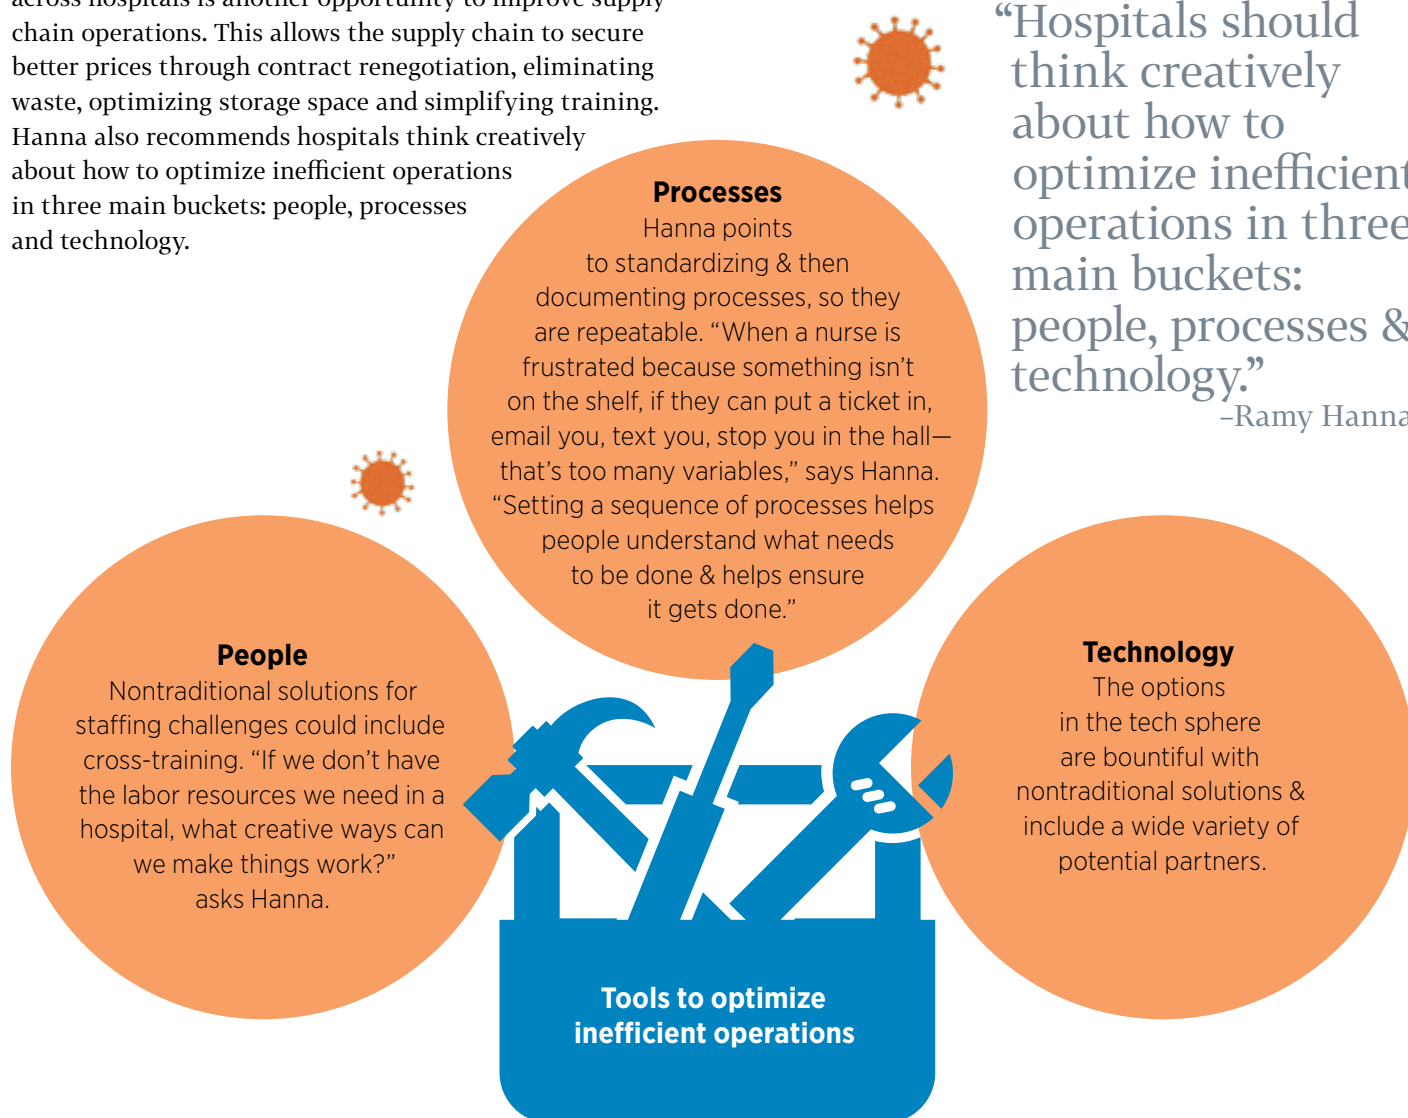 across hospitals is another opportunity to improve supply
chain operations. This allows the supply chain to secure
better prices through contract renegotiation, eliminating
waste, optimizing storage space and simplifying training.
Hanna also recommends hospitals think creatively
about how to optimize inefficient operations
in three main buckets: people, processes
and technology.
“Hospitals should
think creatively
about how to
optimize inefficient
operations in three
main buckets:
people, processes &
technology.”
–Ramy Hanna
Processes
Hanna points
to standardizing & then
documenting processes, so they
are repeatable. “When a nurse is
frustrated because something isn’t
on the shelf, if they can put a ticket in,
email you, text you, stop you in the hall—
that’s too many variables,” says Hanna.
“Setting a sequence of processes helps
people understand what needs
to be done & helps ensure
it gets done.”
People
Nontraditional solutions for
staffing challenges could include
cross-training. “If we don’t have
the labor resources we need in a
hospital, what creative ways can
we make things work?”
asks Hanna.
Technology
The options
in the tech sphere
are bountiful with
nontraditional solutions &
include a wide variety of
potential partners.
Tools to optimize
inefficient operations